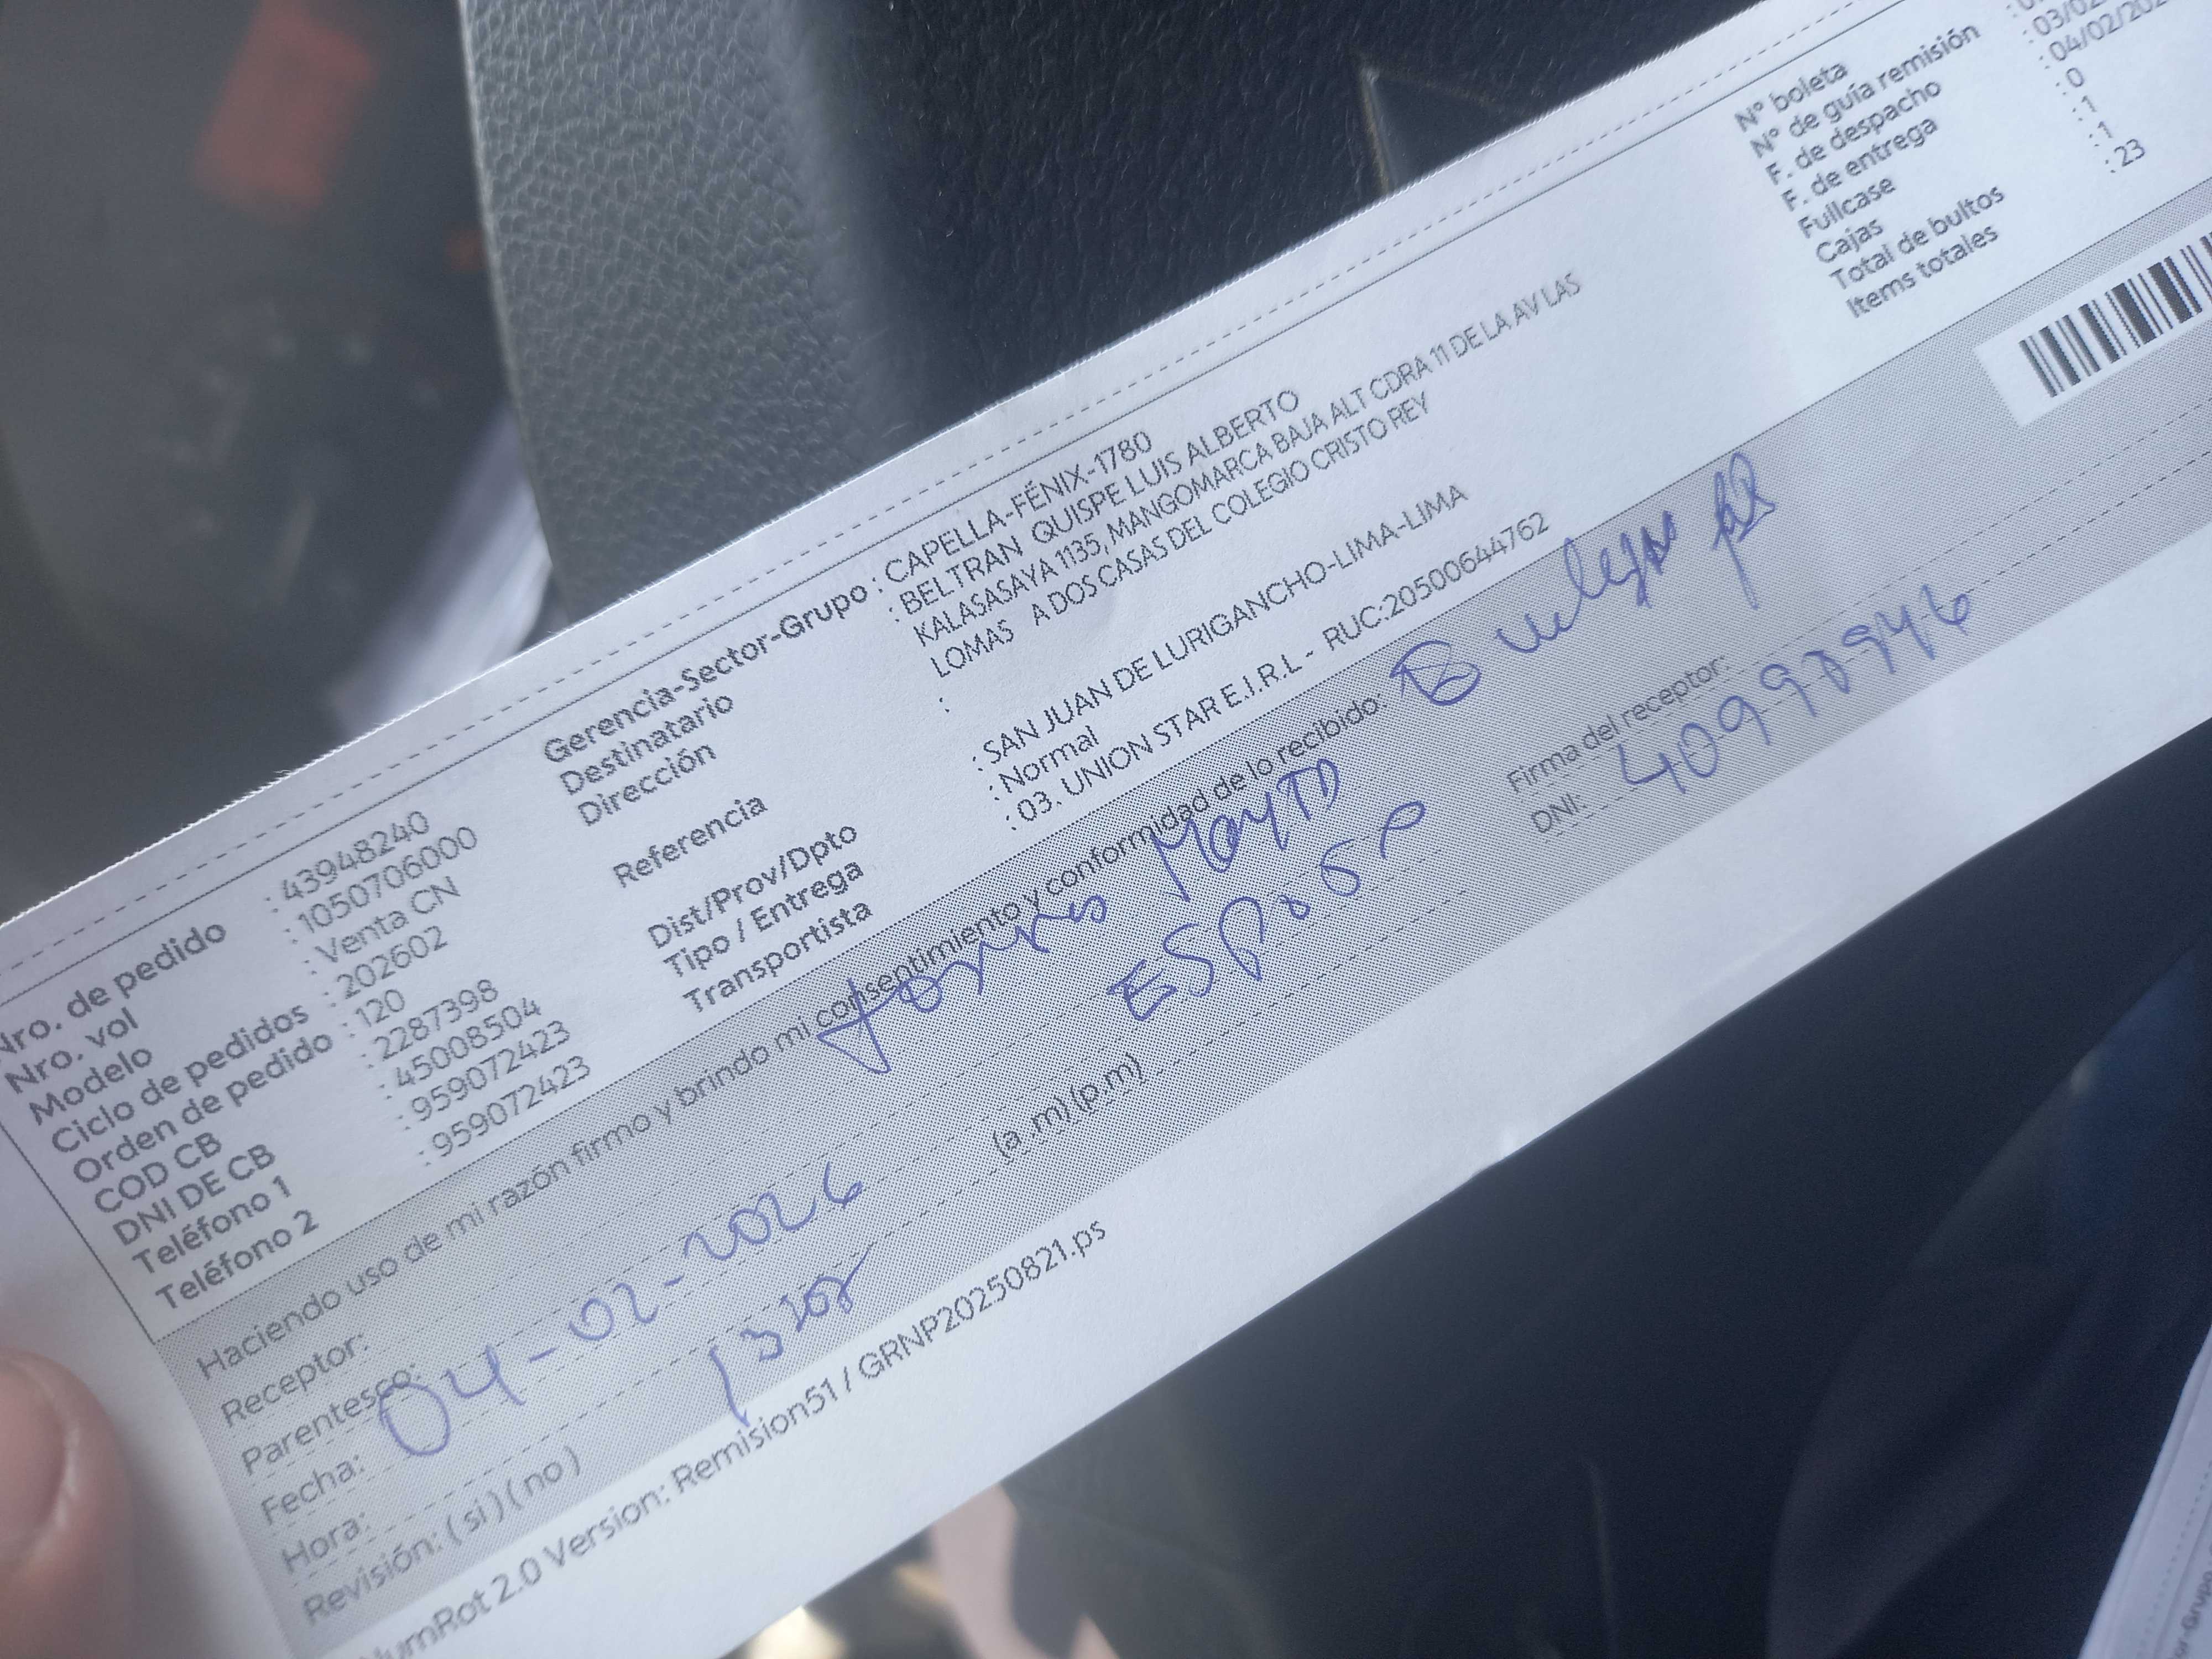 Nro. de pedido : 43948240
Nro. vol : 1050706000
Modelo : Venta CN
Ciclo de pedidos : 202602
Orden de pedido : 120
COD CB : 2287398
DNI DE CB : 45008504
Teléfono 1 : 959072423
Teléfono 2 : 959072423
Gerencia-Sector-Grupo : CAPELLA-FÉNIX-1780
Destinatario : BELTRAN QUISPE LUIS ALBERTO
Dirección KALASASAYA 1135, MANGOMARCA BAJA ALT CDRA 11 DE LA AV LAS
LOMAS A DOS CASAS DEL COLEGIO CRISTO REY
Referencia :
Dist/Prov/Dpto : SAN JUAN DE LURIGANCHO-LIMA-LIMA
Tipo / Entrega : Normal
Transportista : 03. UNION STAR E.I.R.L - RUC:20500644762
N° boleta
N° de guía remisión
F. de despacho : 03/02
F. de entrega : 04/02/202
Fullcase : 0
Cajas : 1
Total de bultos : 1
Items totales : 23
Haciendo uso de mi razón firmo y brindo mi consentimiento y conformidad de lo recibido:
Receptor:
Parentesco: ESPOSA
Fecha: 04-02-2026
Hora: (a .m) (p.m)
Revisión: ( si ) ( no )
Firma del receptor:
DNI: 40990946
NumRot 2.0 Version: Remision51 / GRNP20250821.ps